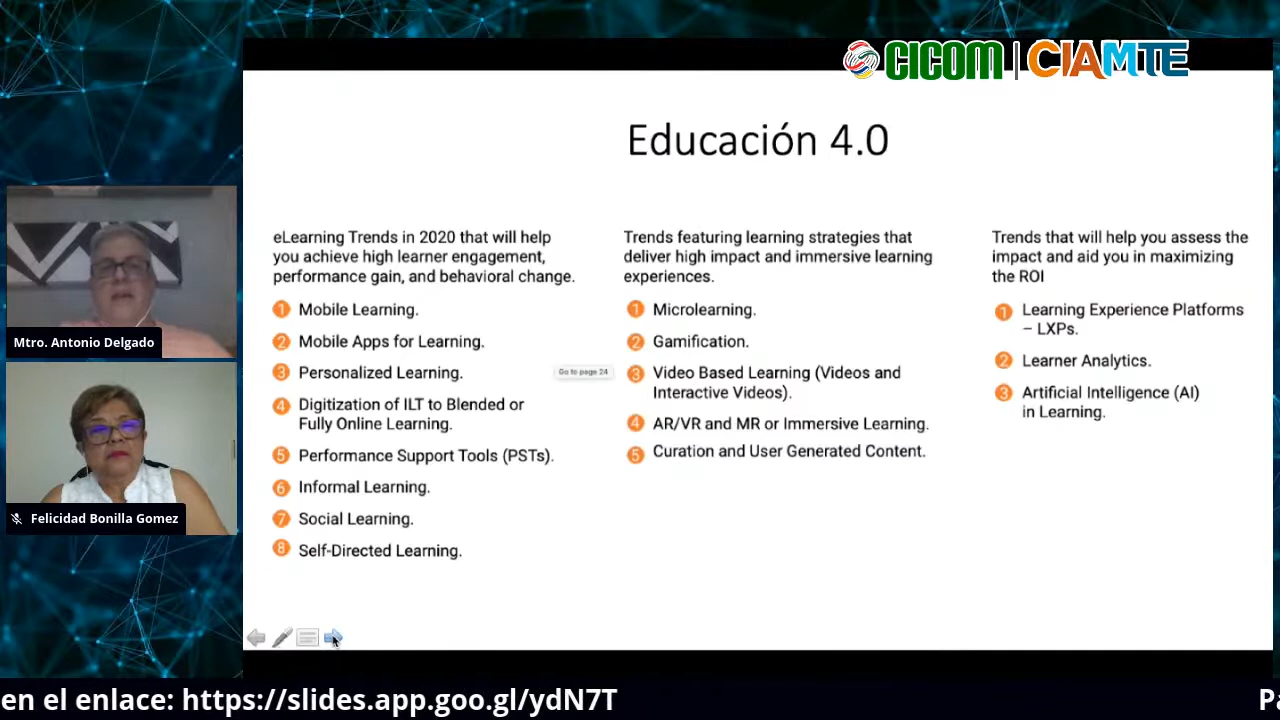 CICOM | CIAMTE
Educación 4.0
eLearning Trends in 2020 that will help
you achieve high learner engagement,
performance gain, and behavioral change.
1 Mobile Learning.
2 Mobile Apps for Learning.
3 Personalized Learning.
4 Digitization of ILT to Blended or
Fully Online Learning.
5 Performance Support Tools (PSTs).
6 Informal Learning.
7 Social Learning.
8 Self-Directed Learning.
Go to page 24
Trends featuring learning strategies that
deliver high impact and immersive learning
experiences.
1 Microlearning.
2 Gamification.
3 Video Based Learning (Videos and
Interactive Videos).
4 AR/VR and MR or Immersive Learning.
5 Curation and User Generated Content.
Trends that will help you assess the
impact and aid you in maximizing
the ROI
1 Learning Experience Platforms
– LXPs.
2 Learner Analytics.
3 Artificial Intelligence (AI)
in Learning.
Mtro. Antonio Delgado
Felicidad Bonilla Gomez
en el enlace: https://slides.app.goo.gl/ydN7T